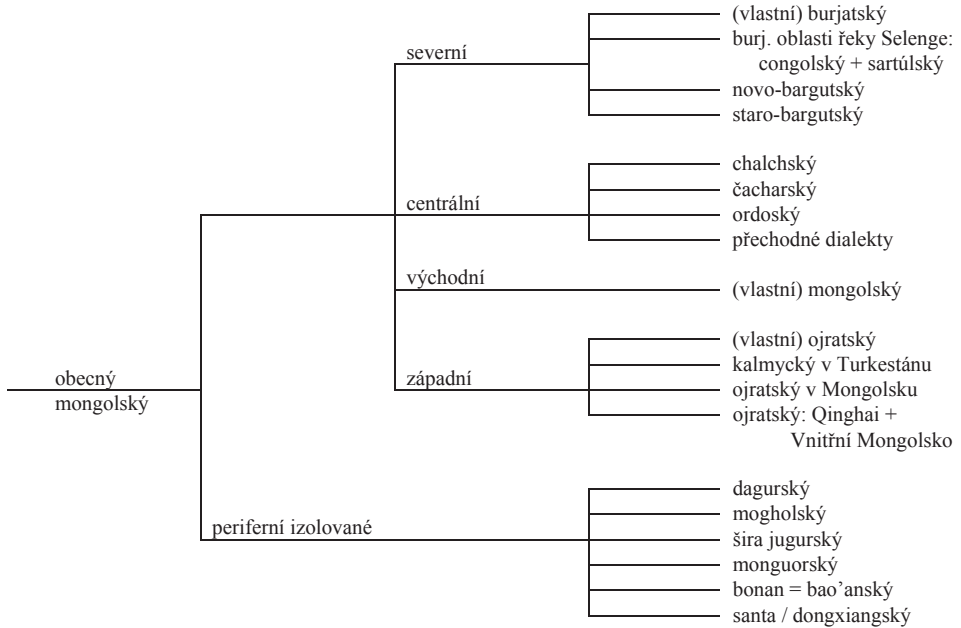 (vlastní) burjatský
severní
burj. oblasti řeky Selenge:
congolský + sartúlský
novo-bargutský
staro-bargutský
chalchský
čacharský
centrální
ordoský
přechodné dialekty
východní
(vlastní) mongolský
(vlastní) ojratský
kalmycký v Turkestánu
obecný
mongolský
západní
ojratský v Mongolsku
ojratský: Qinghai +
Vnitřní Mongolsko
dagurský
mogholský
periferní izolované
šira jugurský
monguorský
bonan = bao’anský
santa / dongxiangský